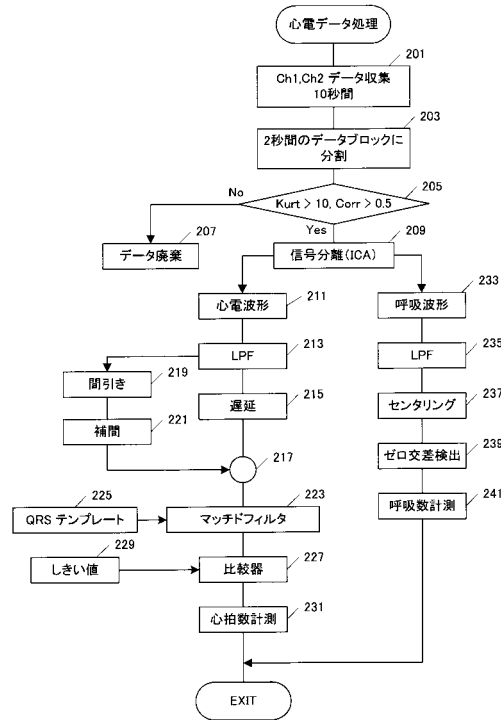 心電データ処理
201
Ch1,Ch2 データ収集
10秒間
203
2秒間のデータブロックに
分割
205
No
Kurt > 10, Corr > 0.5
Yes
207
データ廃棄
209
信号分離(ICA)
211
心電波形
233
呼吸波形
213
LPF
235
LPF
219
間引き
215
遅延
237
センタリング
221
補間
217
239
ゼロ交差検出
225
QRS テンプレート
223
マッチドフィルタ
241
呼吸数計測
229
しきい値
227
比較器
231
心拍数計測
EXIT